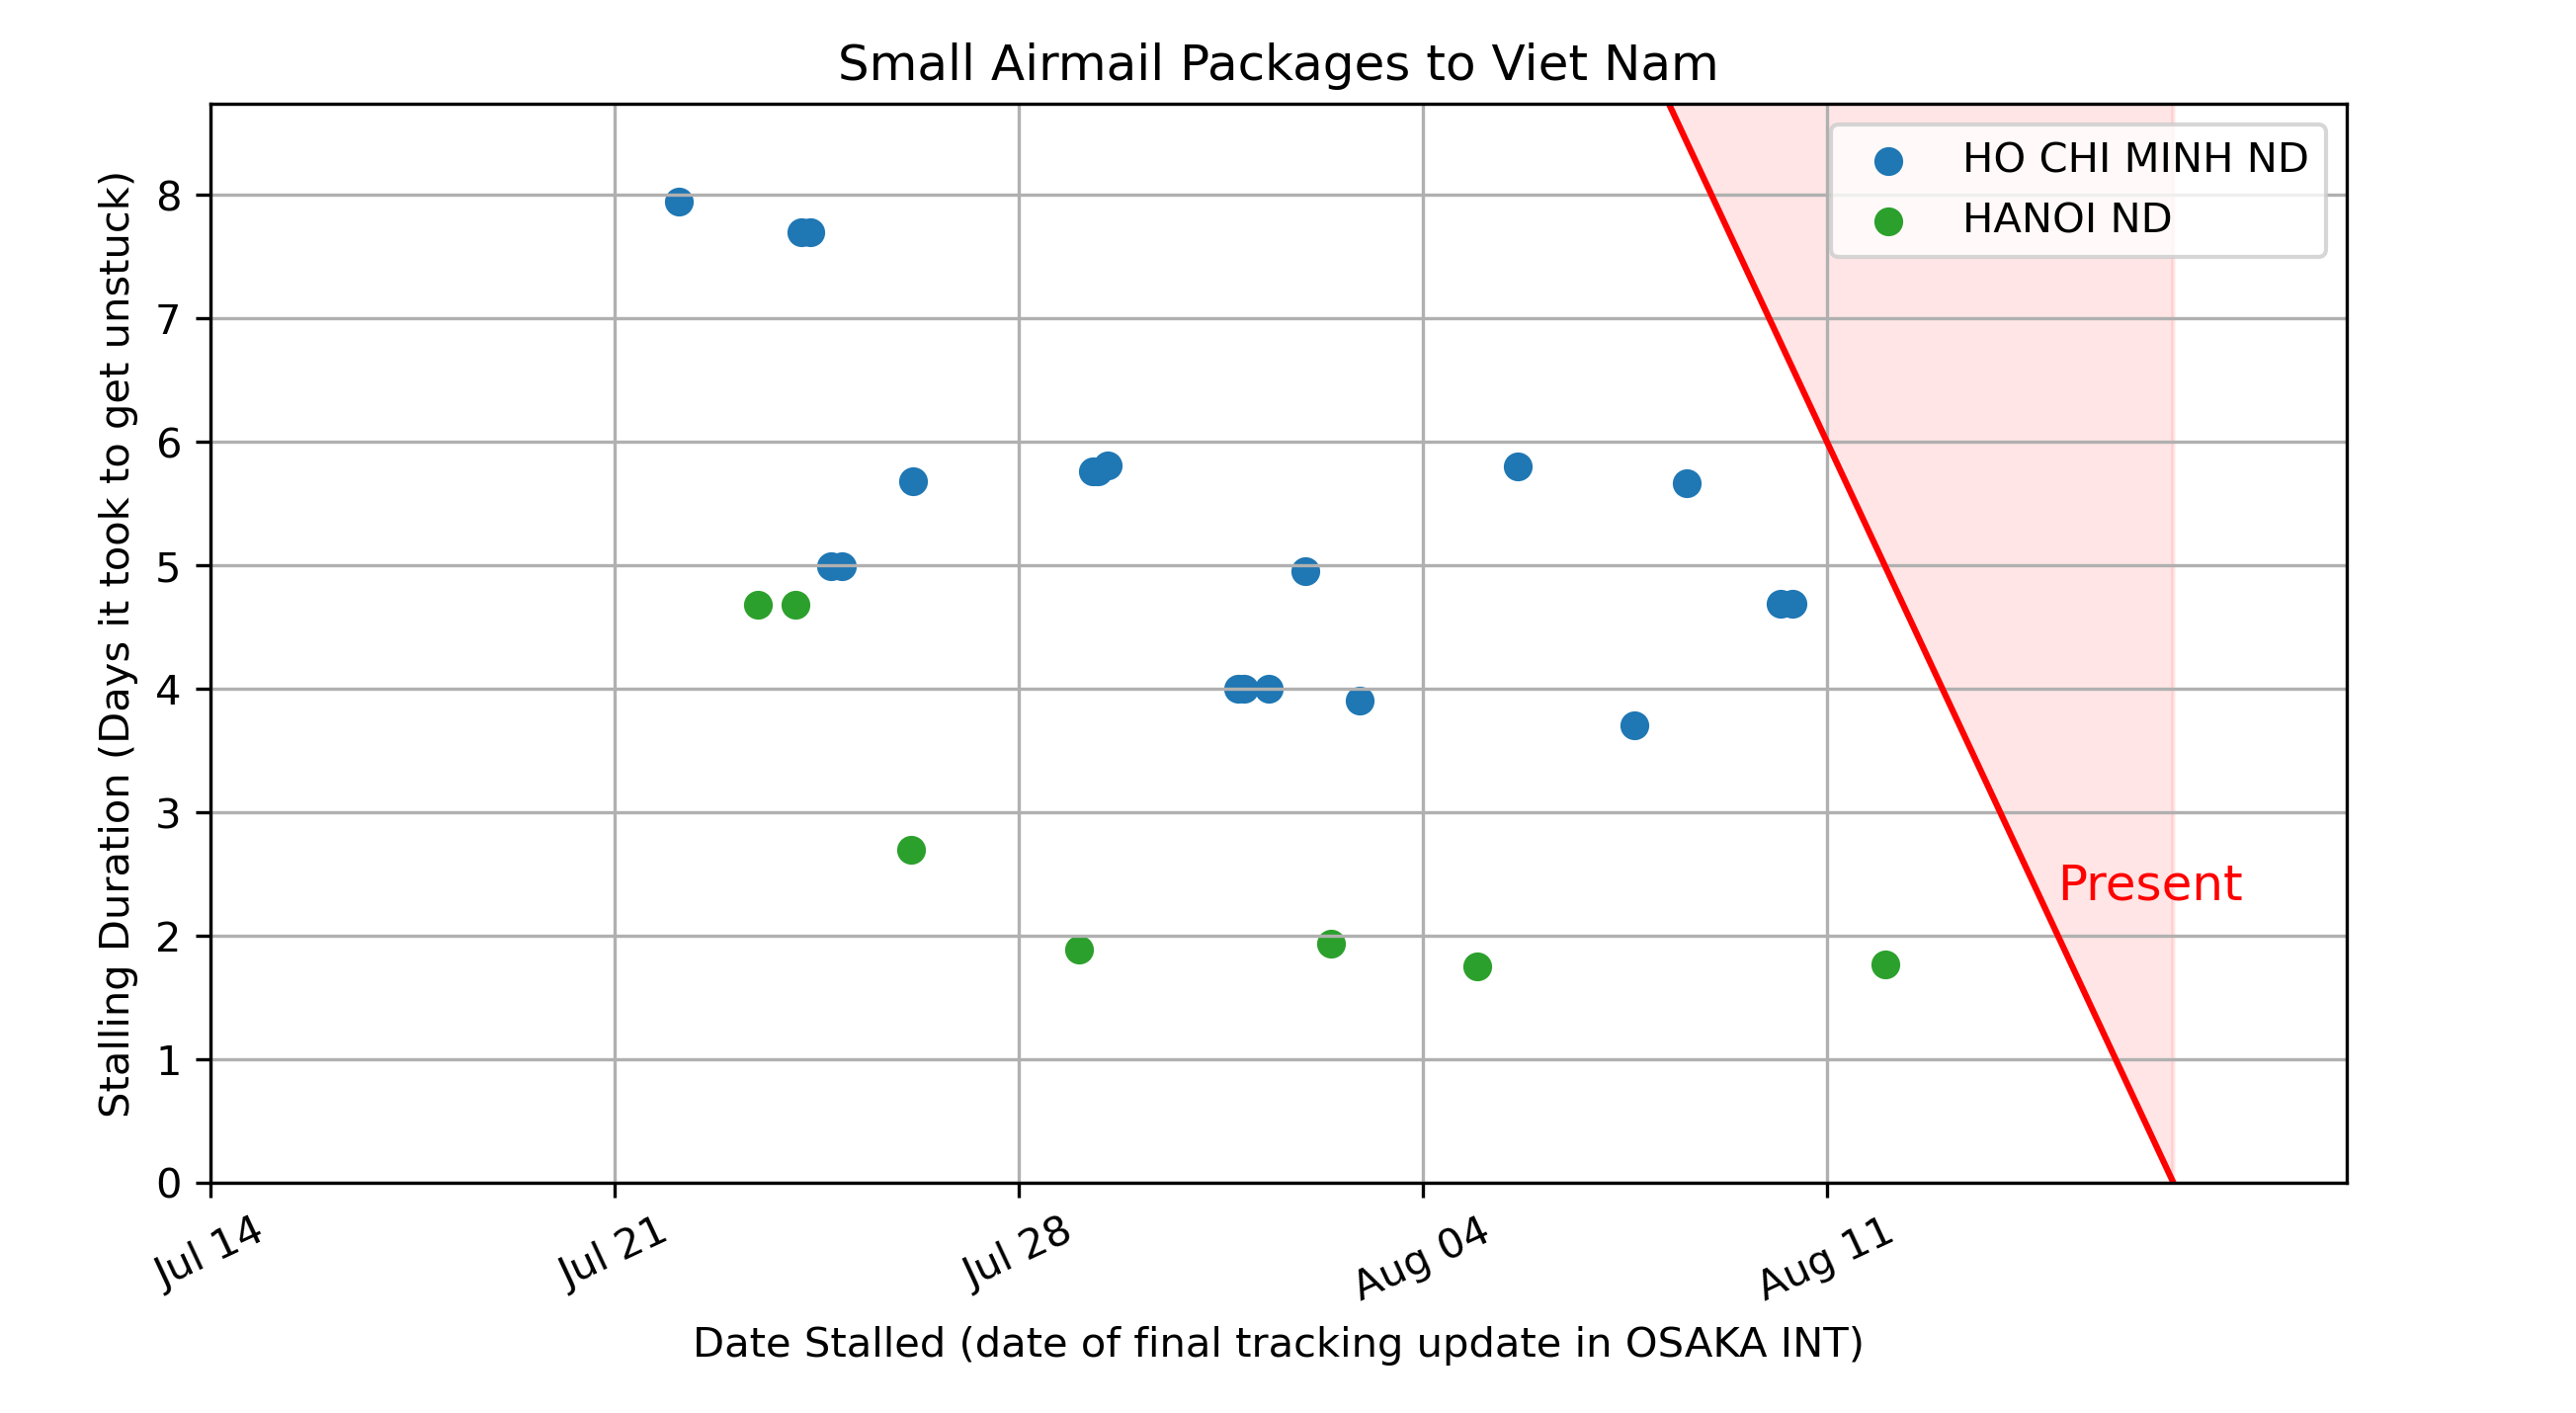 Small Airmail Packages to Viet Nam
HO CHI MINH ND
HANOI ND
Present
Stalling Duration (Days it took to get unstuck)
8
7
6
5
4
3
2
1
0
Jul 14
Jul 21
Jul 28
Aug 04
Aug 11
Date Stalled (date of final tracking update in OSAKA INT)